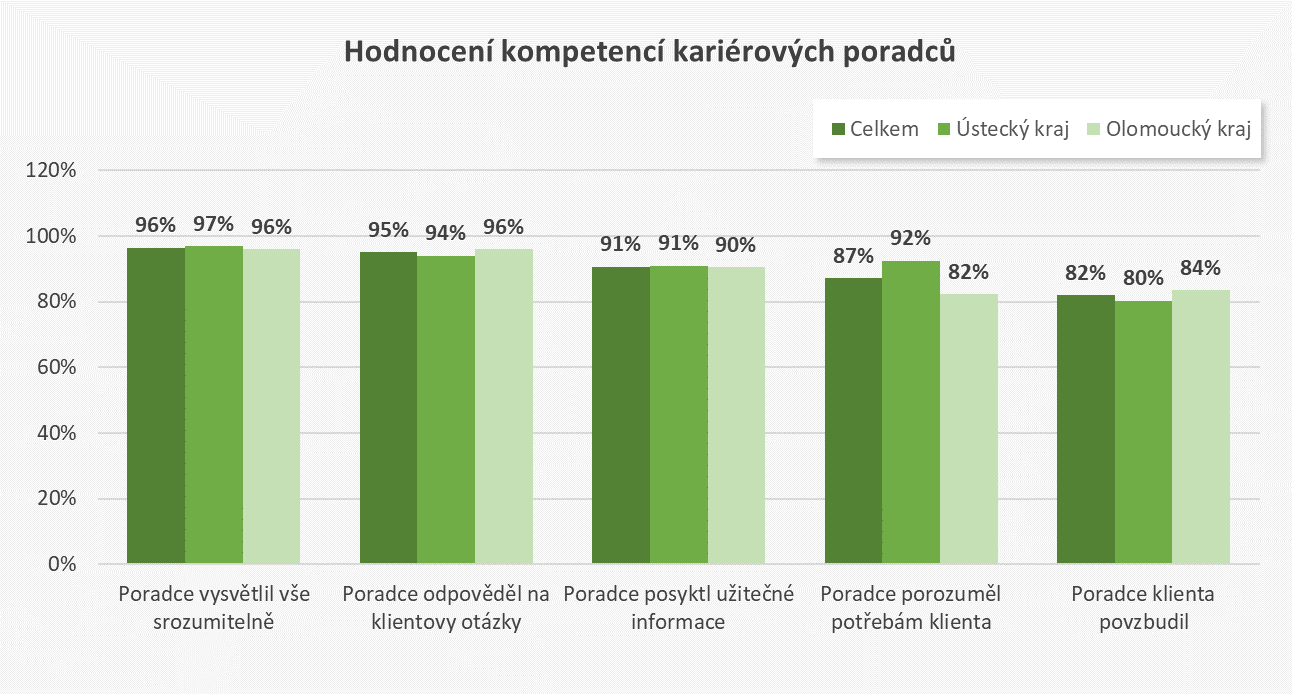 Hodnocení kompetencí kariérových poradců
Celkem Ústecký kraj Olomoucký kraj
120%
100%
80%
60%
40%
20%
0%
96% 97% 96%
95% 94% 96%
91% 91% 90%
87% 92% 82%
82% 80% 84%
Poradce vysvětlil vše
srozumitelně
Poradce odpověděl na
klientovy otázky
Poradce posyktl užitečné
informace
Poradce porozuměl
potřebám klienta
Poradce klienta
povzbudil